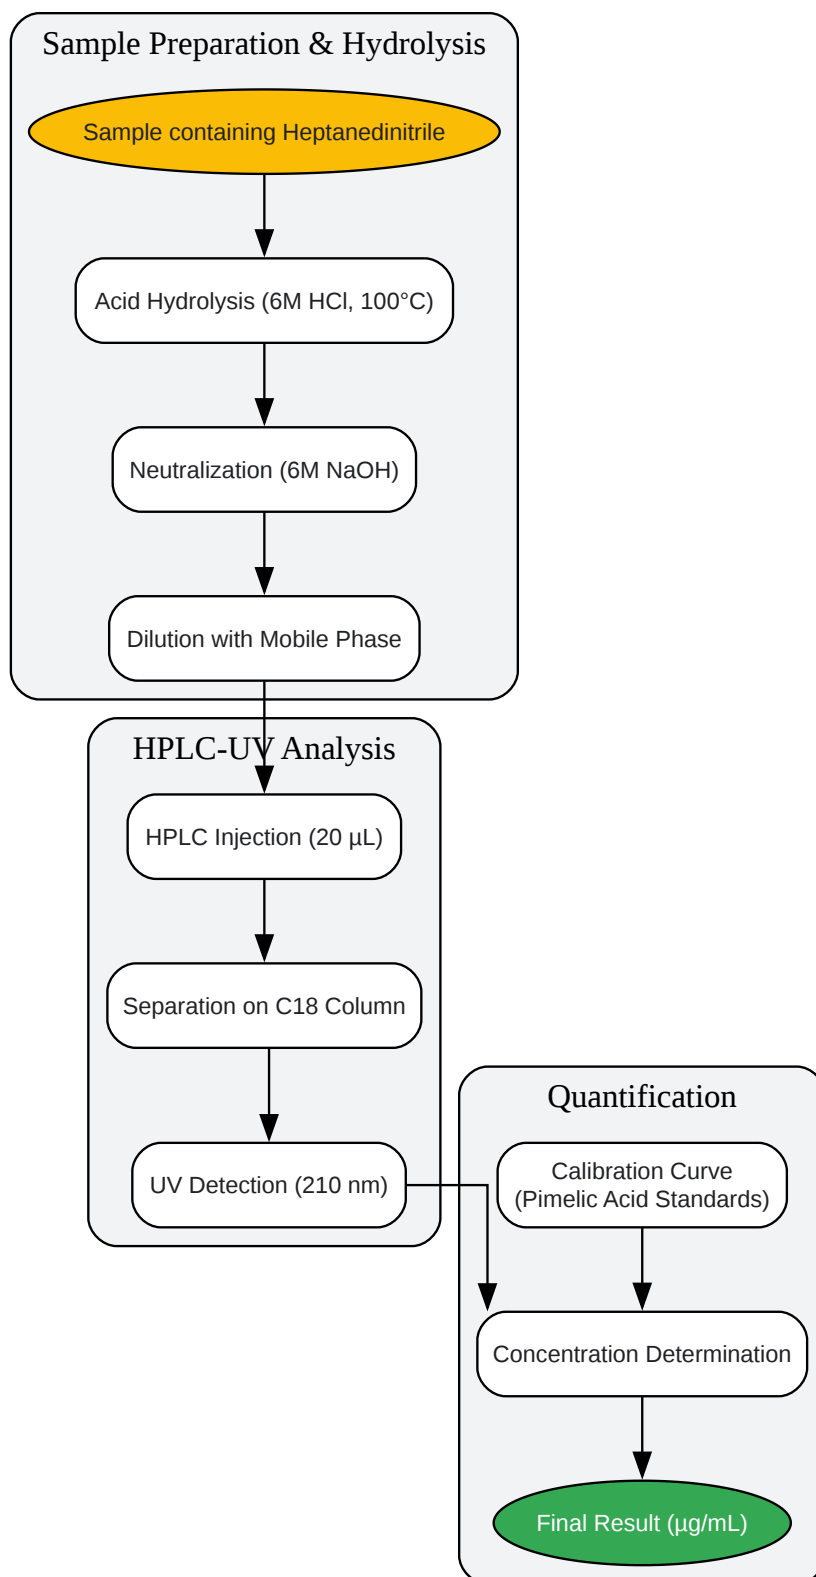 Sample Preparation & Hydrolysis
Sample containing Heptanedinitrile
Acid Hydrolysis (6M HCl, 100°C)
Neutralization (6M NaOH)
Dilution with Mobile Phase
HPLC-UV Analysis
HPLC Injection (20 µL)
Separation on C18 Column
UV Detection (210 nm)
Quantification
Calibration Curve
(Pimelic Acid Standards)
Concentration Determination
Final Result (µg/mL)